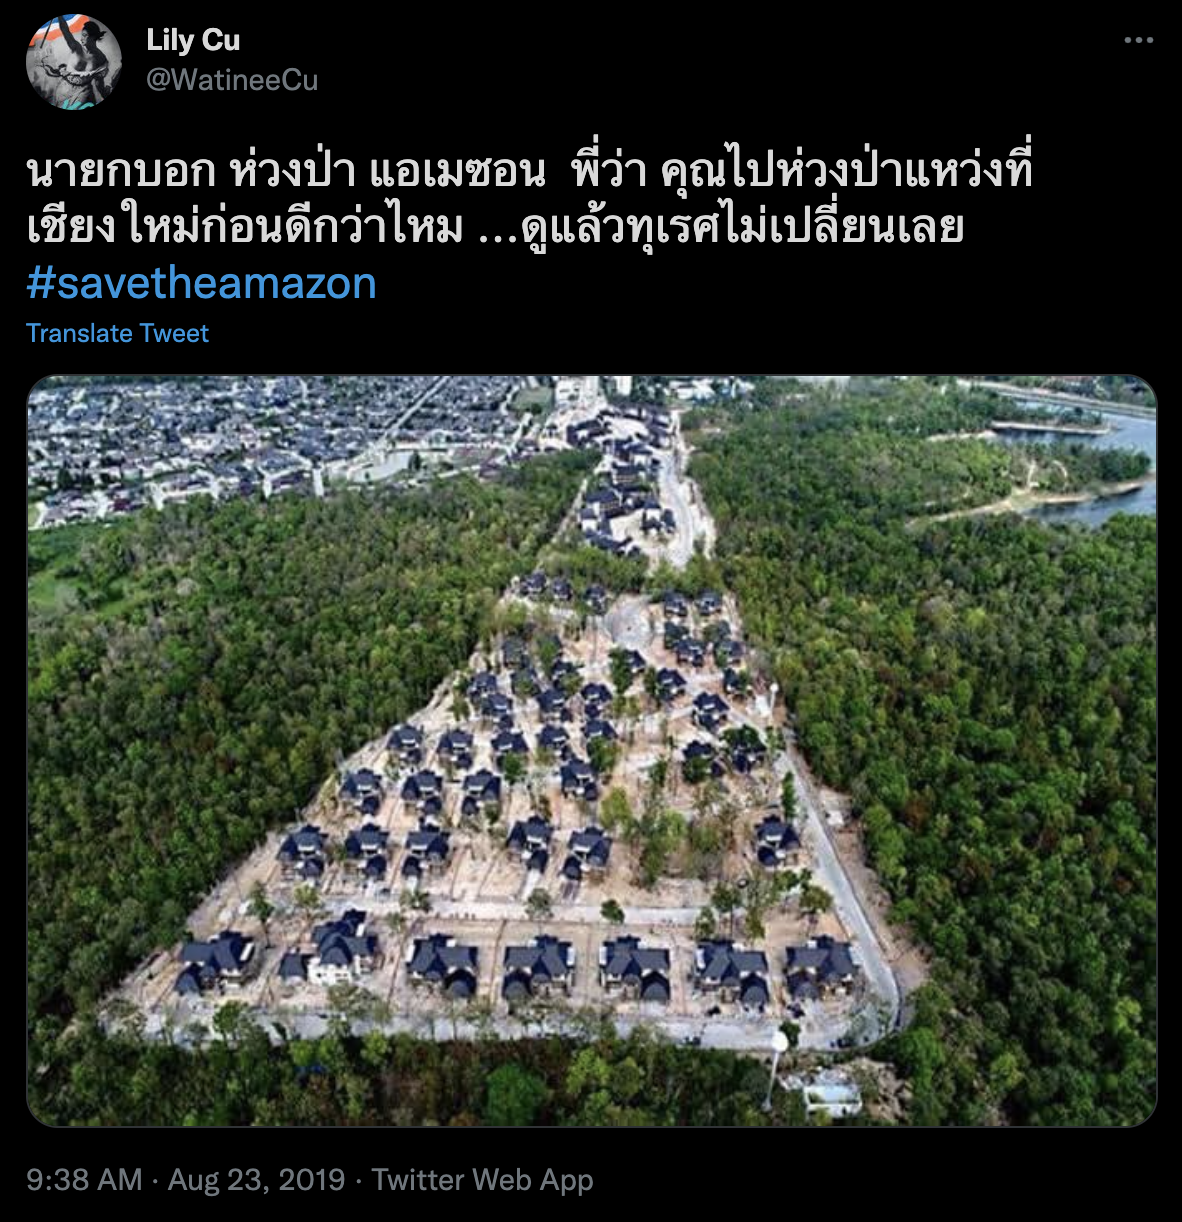 Lily Cu
@WatineeCu
นายกบอก ห่วงป่า แอเมซอน  พี่ว่า คุณไปห่วงป่าแหว่งที่
เชียงใหม่ก่อนดีกว่าไหม ...ดูแล้วทุเรศไม่เปลี่ยนเลย
#savetheamazon
Translate Tweet
9:38 AM · Aug 23, 2019 · Twitter Web App